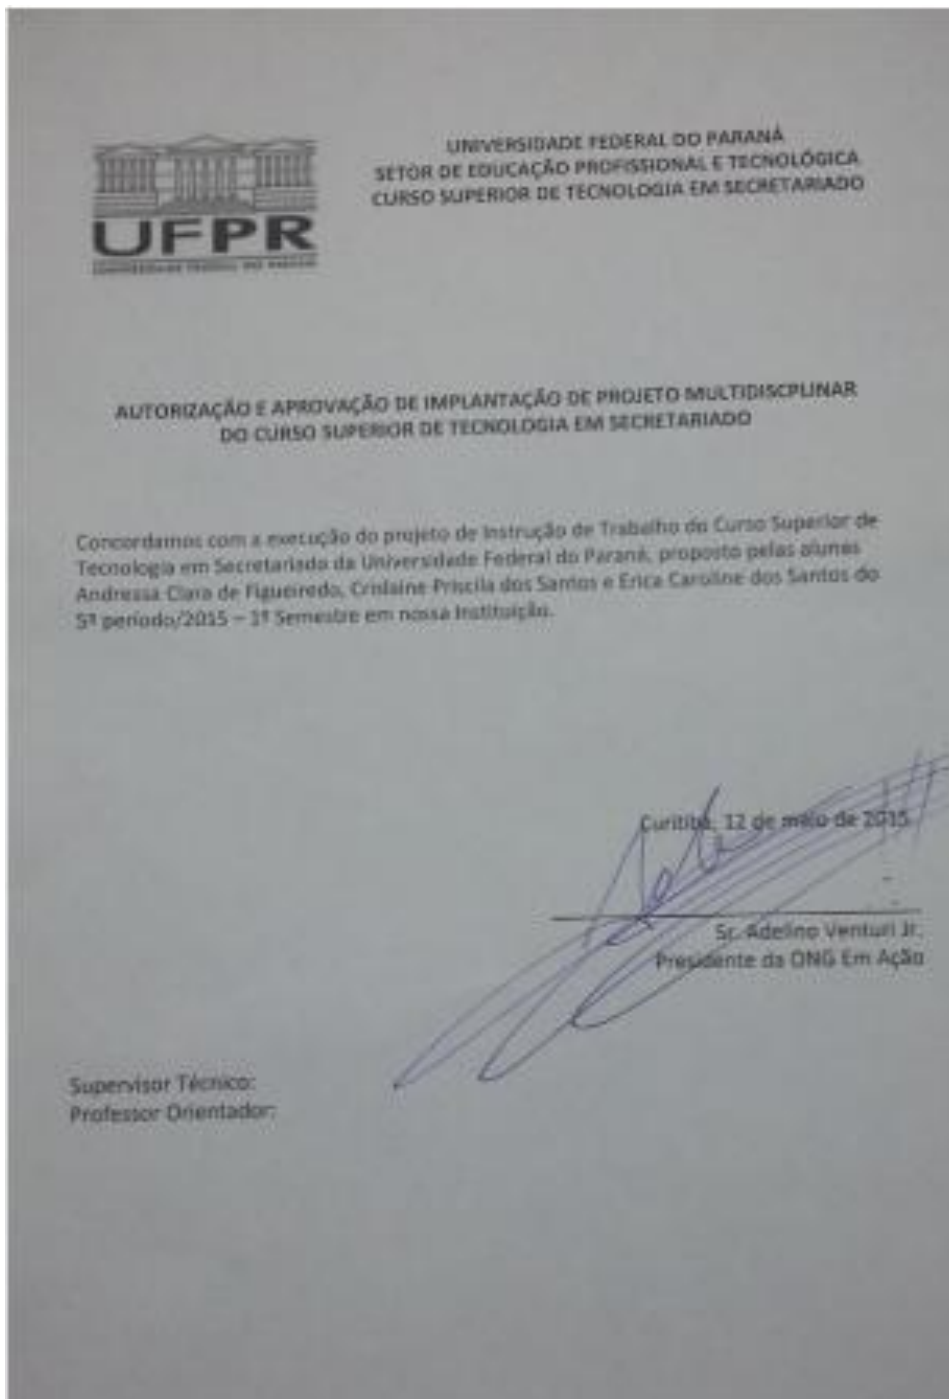 UNIVERSIDADE FEDERAL DO PARANÁ
SETOR DE EDUCAÇÃO PROFISSIONAL E TECNOLÓGICA
CURSO SUPERIOR DE TECNOLOGIA EM SECRETARIADO
UFPR
UNIVERSIDADE FEDERAL DO PARANÁ
AUTORIZAÇÃO E APROVAÇÃO DE IMPLANTAÇÃO DE PROJETO MULTIDISCPLINAR
DO CURSO SUPERIOR DE TECNOLOGIA EM SECRETARIADO
Concordamos com a execução do projeto de Instrução de Trabalho do Curso Superior de
Tecnologia em Secretariado da Universidade Federal do Paraná, proposto pelas alunas
Andressa Clara de Figueiredo, Crislaine Priscila dos Santos e Erica Caroline dos Santos do
5º período/2015 – 1º Semestre em nossa Instituição.
Curitiba, 12 de maio de 2015.
Sr. Adelino Venturi Jr.
Presidente da ONG Em Ação
Supervisor Técnico:
Professor Orientador: